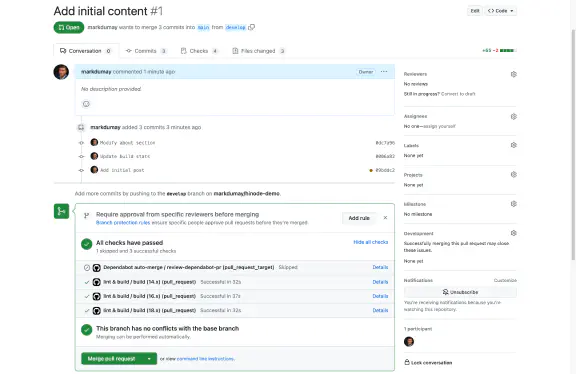 Add initial content #1
Edit
Code
Open
markdumay wants to merge 3 commits into main from develop
Conversation 0
Commits 3
Checks 4
Files changed 3
markdumay commented 1 minute ago
Owner
No description provided.
markdumay added 3 commits 3 minutes ago
Modify about section
Update build stats
Add initial post
Add more commits by pushing to the develop branch on markdumay/hinode-demo.
Require approval from specific reviewers before merging
Branch protection rules ensure specific people approve pull requests before they're merged.
Add rule
All checks have passed
1 skipped and 3 successful checks
Hide all checks
Dependabot auto-merge / review-dependabot-pr (pull_request_target) Skipped
Details
lint & build / build (14.x) (pull_request) Successful in 32s
Details
lint & build / build (16.x) (pull_request) Successful in 37s
Details
lint & build / build (18.x) (pull_request) Successful in 32s
Details
This branch has no conflicts with the base branch
Merging can be performed automatically.
Merge pull request
or view command line instructions.
Reviewers
No reviews
Still in progress? Convert to draft
Assignees
No one—assign yourself
Labels
None yet
Projects
None yet
Milestone
No milestone
Development
Successfully merging this pull request may close these issues.
None yet
Notifications
Customize
Unsubscribe
You're receiving notifications because you're watching this repository.
1 participant
Lock conversation